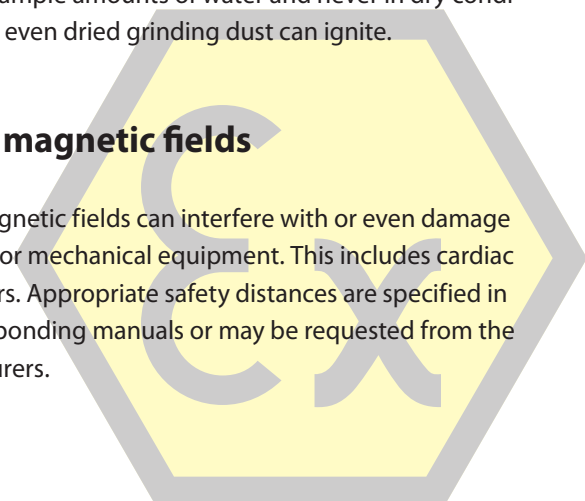 ample amounts of water and never in dry condi
even dried grinding dust can ignite.
magnetic fields
gnetic fields can interfere with or even damage
or mechanical equipment. This includes cardiac
rs. Appropriate safety distances are specified in
ponding manuals or may be requested from the
urers.
Ex